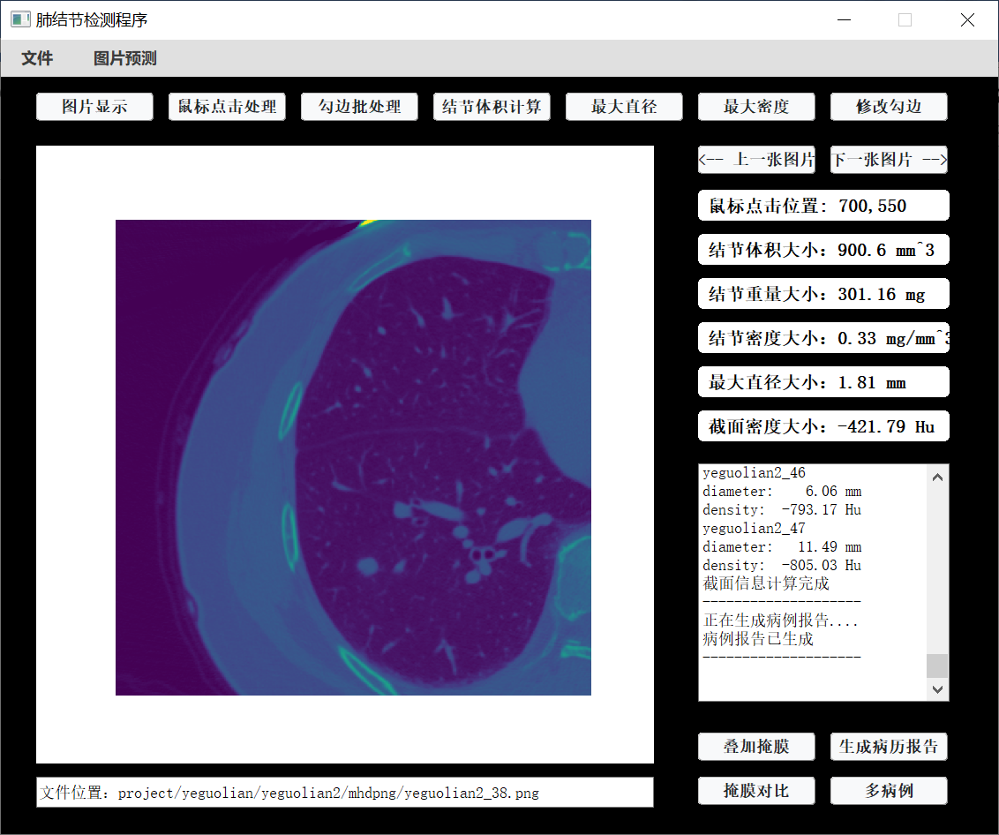 肺结节检测程序
文件 图片预测
图片显示 鼠标点击处理 勾边批处理 结节体积计算 最大直径 最大密度 修改勾边
<-- 上一张图片 下一张图片 -->
鼠标点击位置: 700,550
结节体积大小: 900.6 mm^3
结节重量大小: 301.16 mg
结节密度大小: 0.33 mg/mm^3
最大直径大小: 1.81 mm
截面密度大小: -421.79 Hu
yeguolian2_46
diameter: 6.06 mm
density: -793.17 Hu
yeguolian2_47
diameter: 11.49 mm
density: -805.03 Hu
截面信息计算完成
--------------------
正在生成病例报告....
病例报告已生成
--------------------
叠加掩膜 生成病历报告
掩膜对比 多病例
文件位置: project/yeguolian/yeguolian2/mhdpng/yeguolian2_38.png